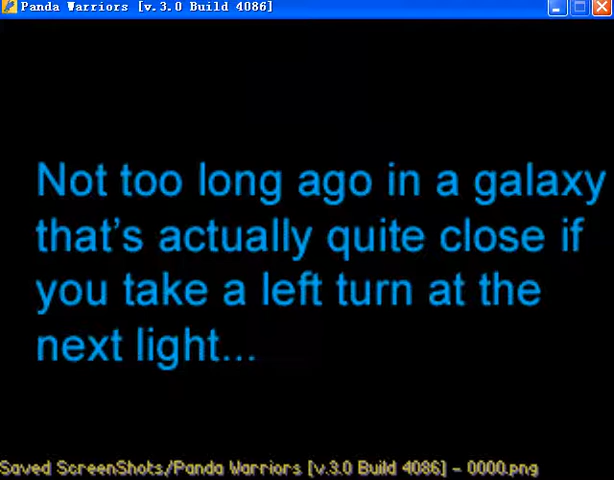 Panda Warriors [v.3.0 Build 4086]
Not too long ago in a galaxy
that's actually quite close if
you take a left turn at the
next light...
Saved ScreenShots/Panda Warriors [v.3.0 Build 4086] - 0000.png